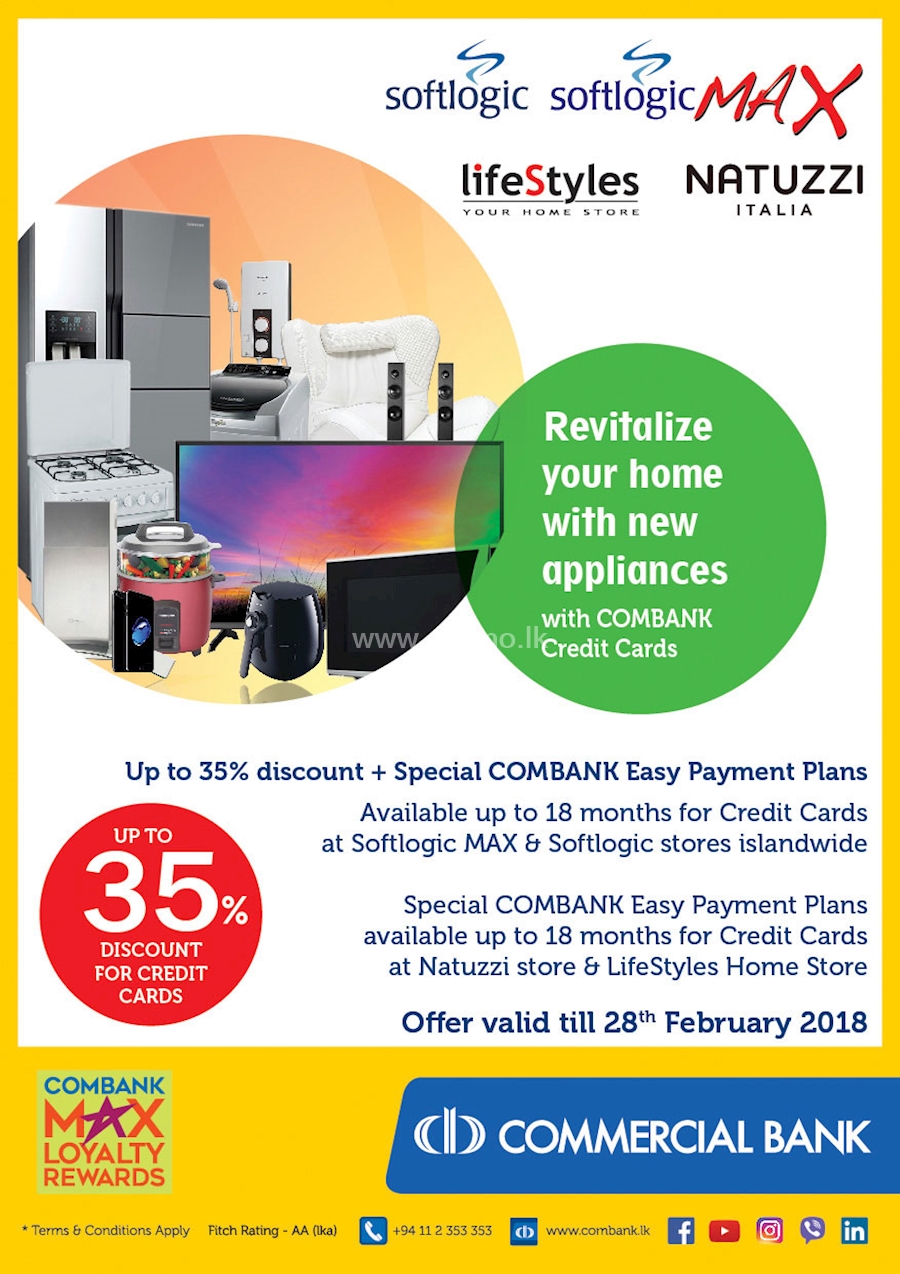 softlogic
softlogic MAX
lifeStyles
YOUR HOME STORE
NATUZZI
ITALIA
Revitalize
your home
with new
appliances
with COMBANK
Credit Cards
Up to 35% discount + Special COMBANK Easy Payment Plans
Available up to 18 months for Credit Cards
at Softlogic MAX & Softlogic stores islandwide
UP TO
35%
DISCOUNT
FOR CREDIT
CARDS
Special COMBANK Easy Payment Plans
available up to 18 months for Credit Cards
at Natuzzi store & LifeStyles Home Store
Offer valid till 28th February 2018
COMBANK
MAX
LOYALTY
REWARDS
COMMERCIAL BANK
* Terms & Conditions Apply
Fitch Rating - AA (lka)
+94 11 2 353 353
www.combank.lk